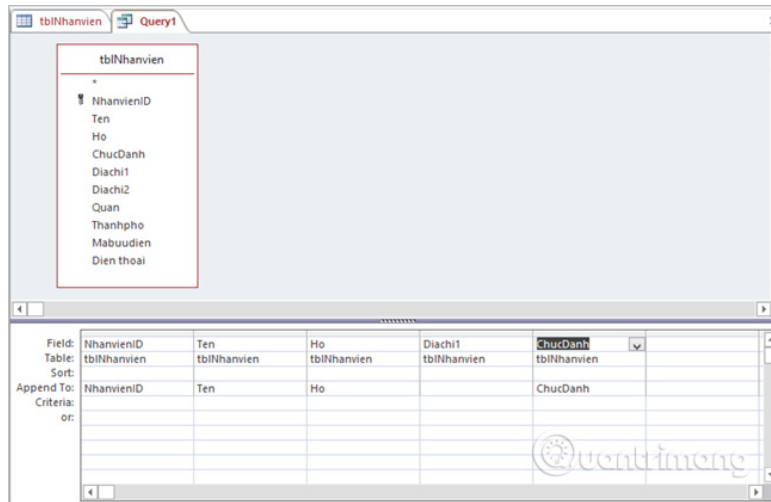 tblNhanvien Query1
tblNhanvien
*
NhanvienID
Ten
Ho
ChucDanh
Diachi1
Diachi2
Quan
Thanhpho
Mabuudien
Dien thoai
Field: NhanvienID Ten Ho Diachi1 ChucDanh
Table: tblNhanvien tblNhanvien tblNhanvien tblNhanvien tblNhanvien
Sort:
Append To: NhanvienID Ten Ho ChucDanh
Criteria:
or:
Quantrimang